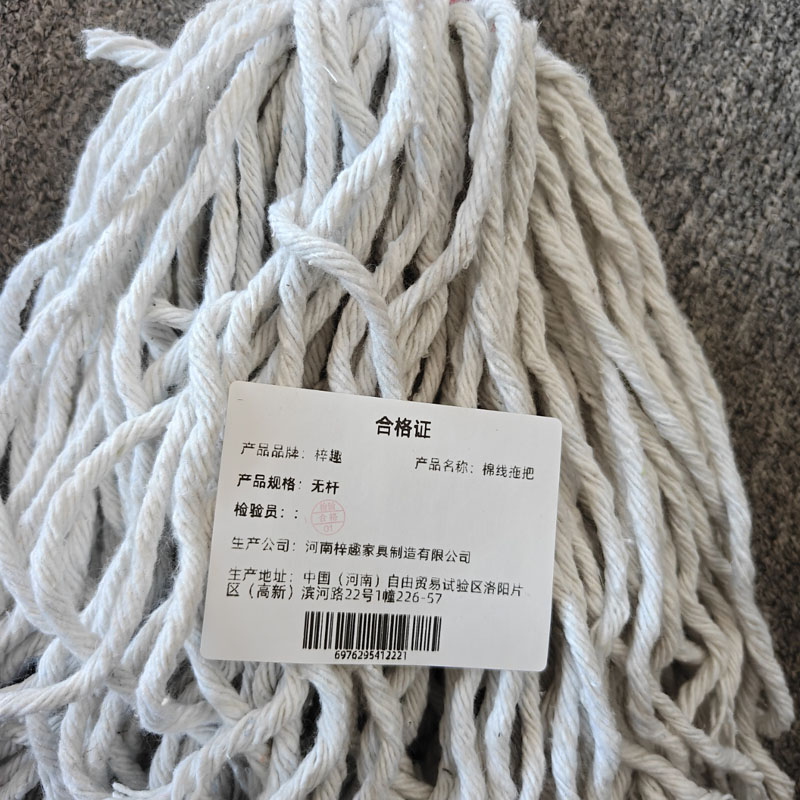 合格证
产品品牌：梓趣
产品名称：棉线拖把
产品规格：无杆
检验员：：
合格
01
生产公司：河南梓趣家具制造有限公司
生产地址：中国（河南）自由贸易试验区洛阳片
区（高新）滨河路22号1幢226-57
6976295412221